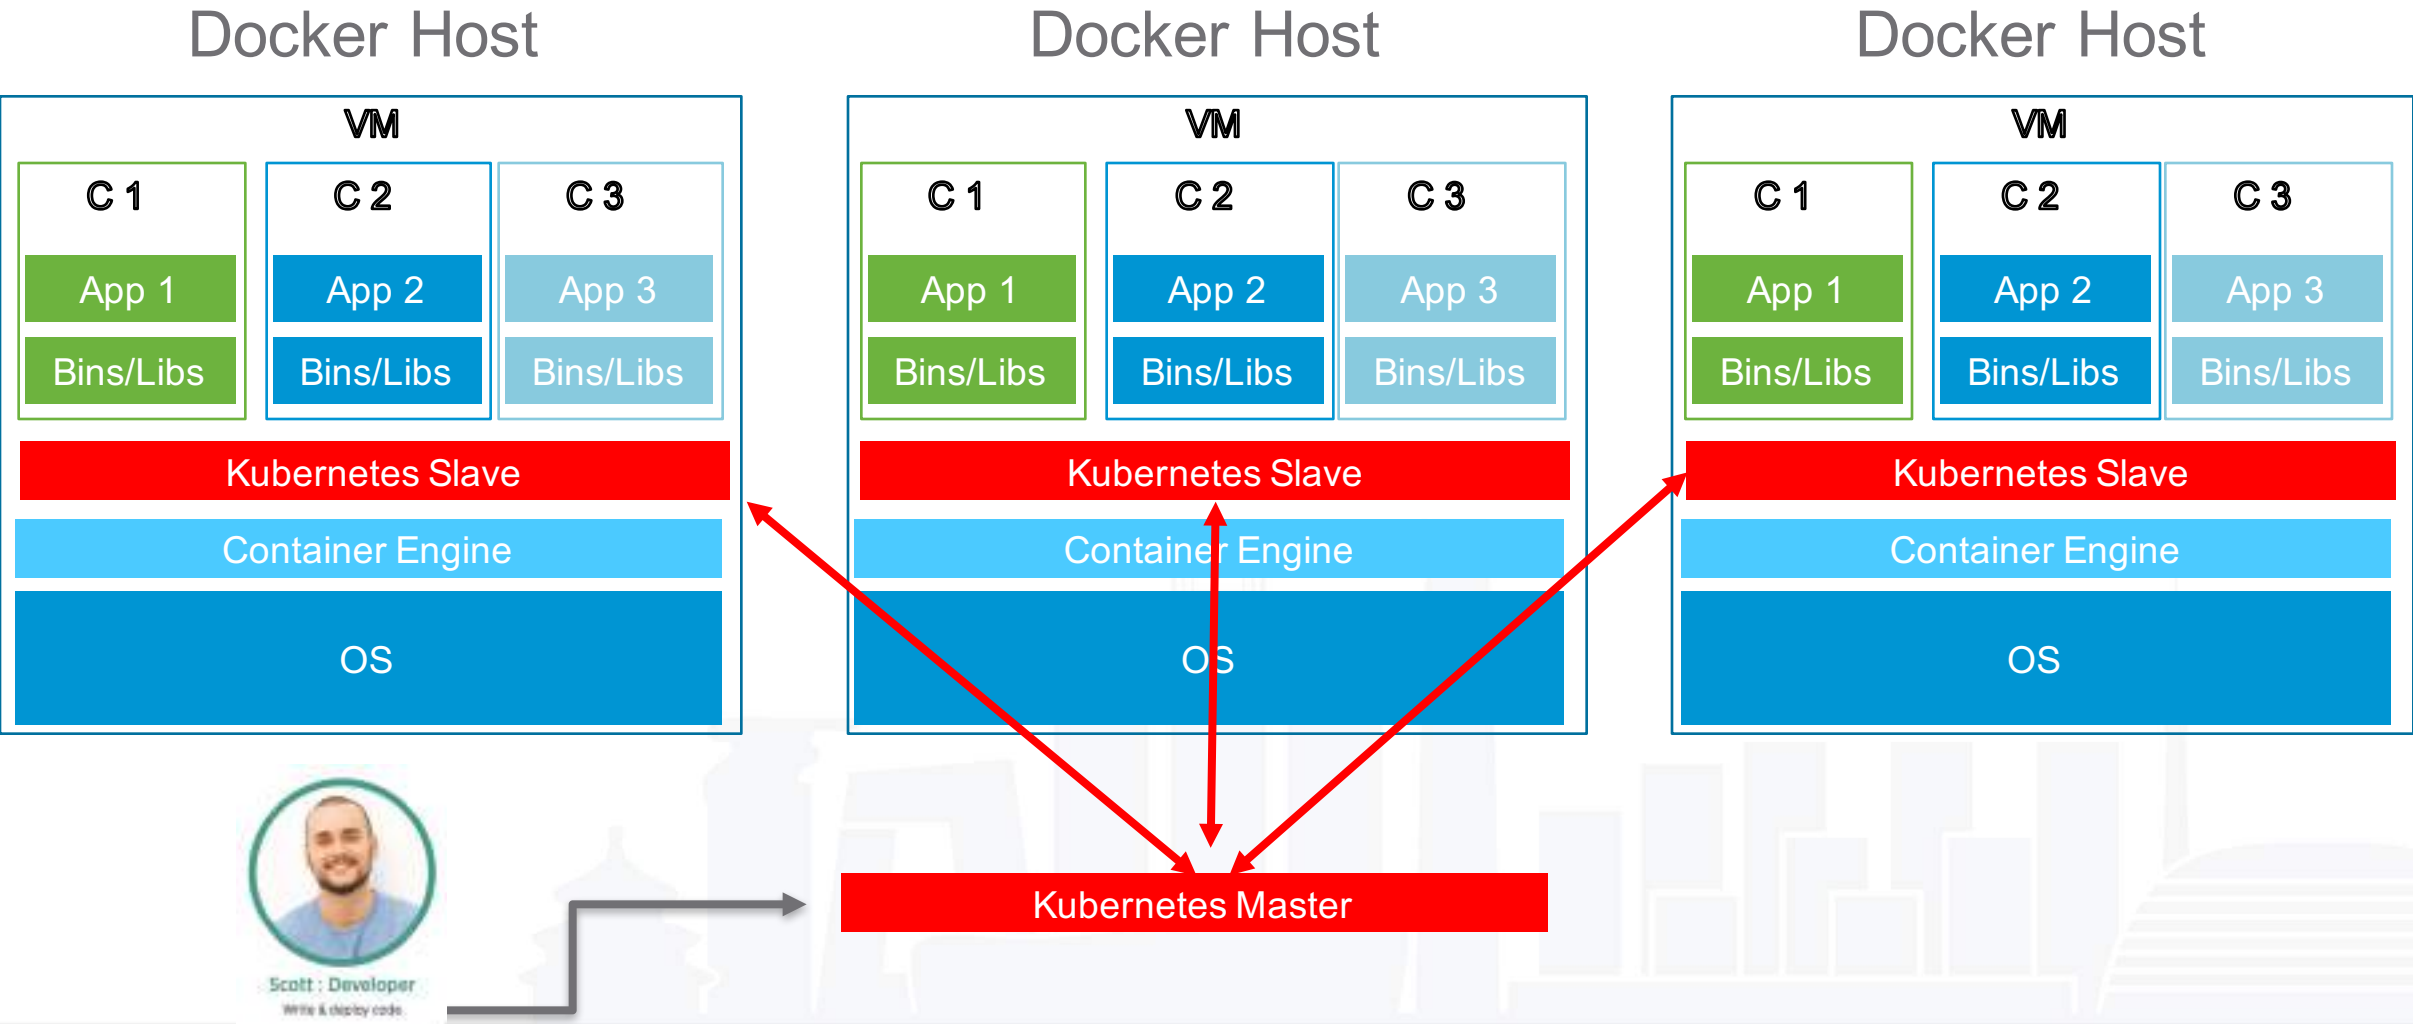 Docker Host
Docker Host
Docker Host
VM
C 1
C 2
C 3
App 1
App 2
App 3
Bins/Libs
Bins/Libs
Bins/Libs
Kubernetes Slave
Container Engine
OS
VM
C 1
C 2
C 3
App 1
App 2
App 3
Bins/Libs
Bins/Libs
Bins/Libs
Kubernetes Slave
Container Engine
OS
VM
C 1
C 2
C 3
App 1
App 2
App 3
Bins/Libs
Bins/Libs
Bins/Libs
Kubernetes Slave
Container Engine
OS
Kubernetes Master
Scott : Developer
Write & deploy code